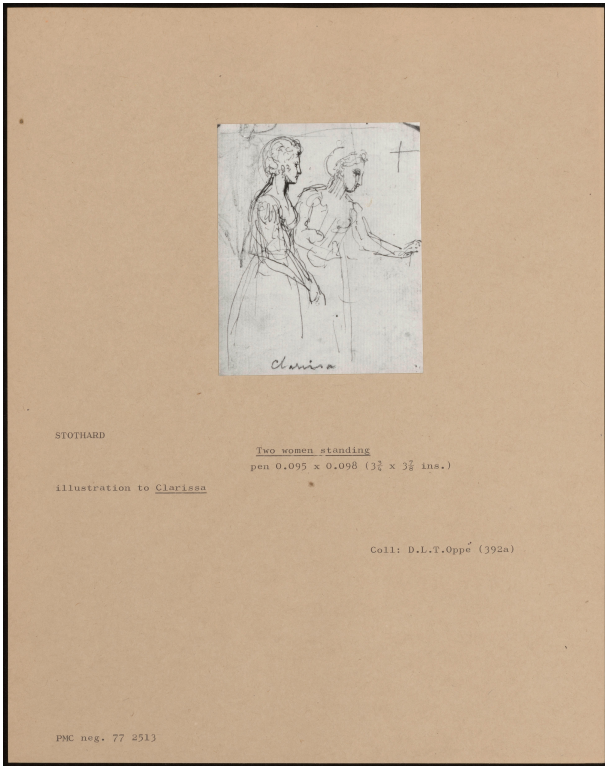 Clarissa
STOTHARD
Two women standing
pen 0.095 x 0.098 (3¾ x 3⅞ ins.)
illustration to Clarissa
Coll: D.L.T.Oppé (392a)
PMC neg. 77 2513